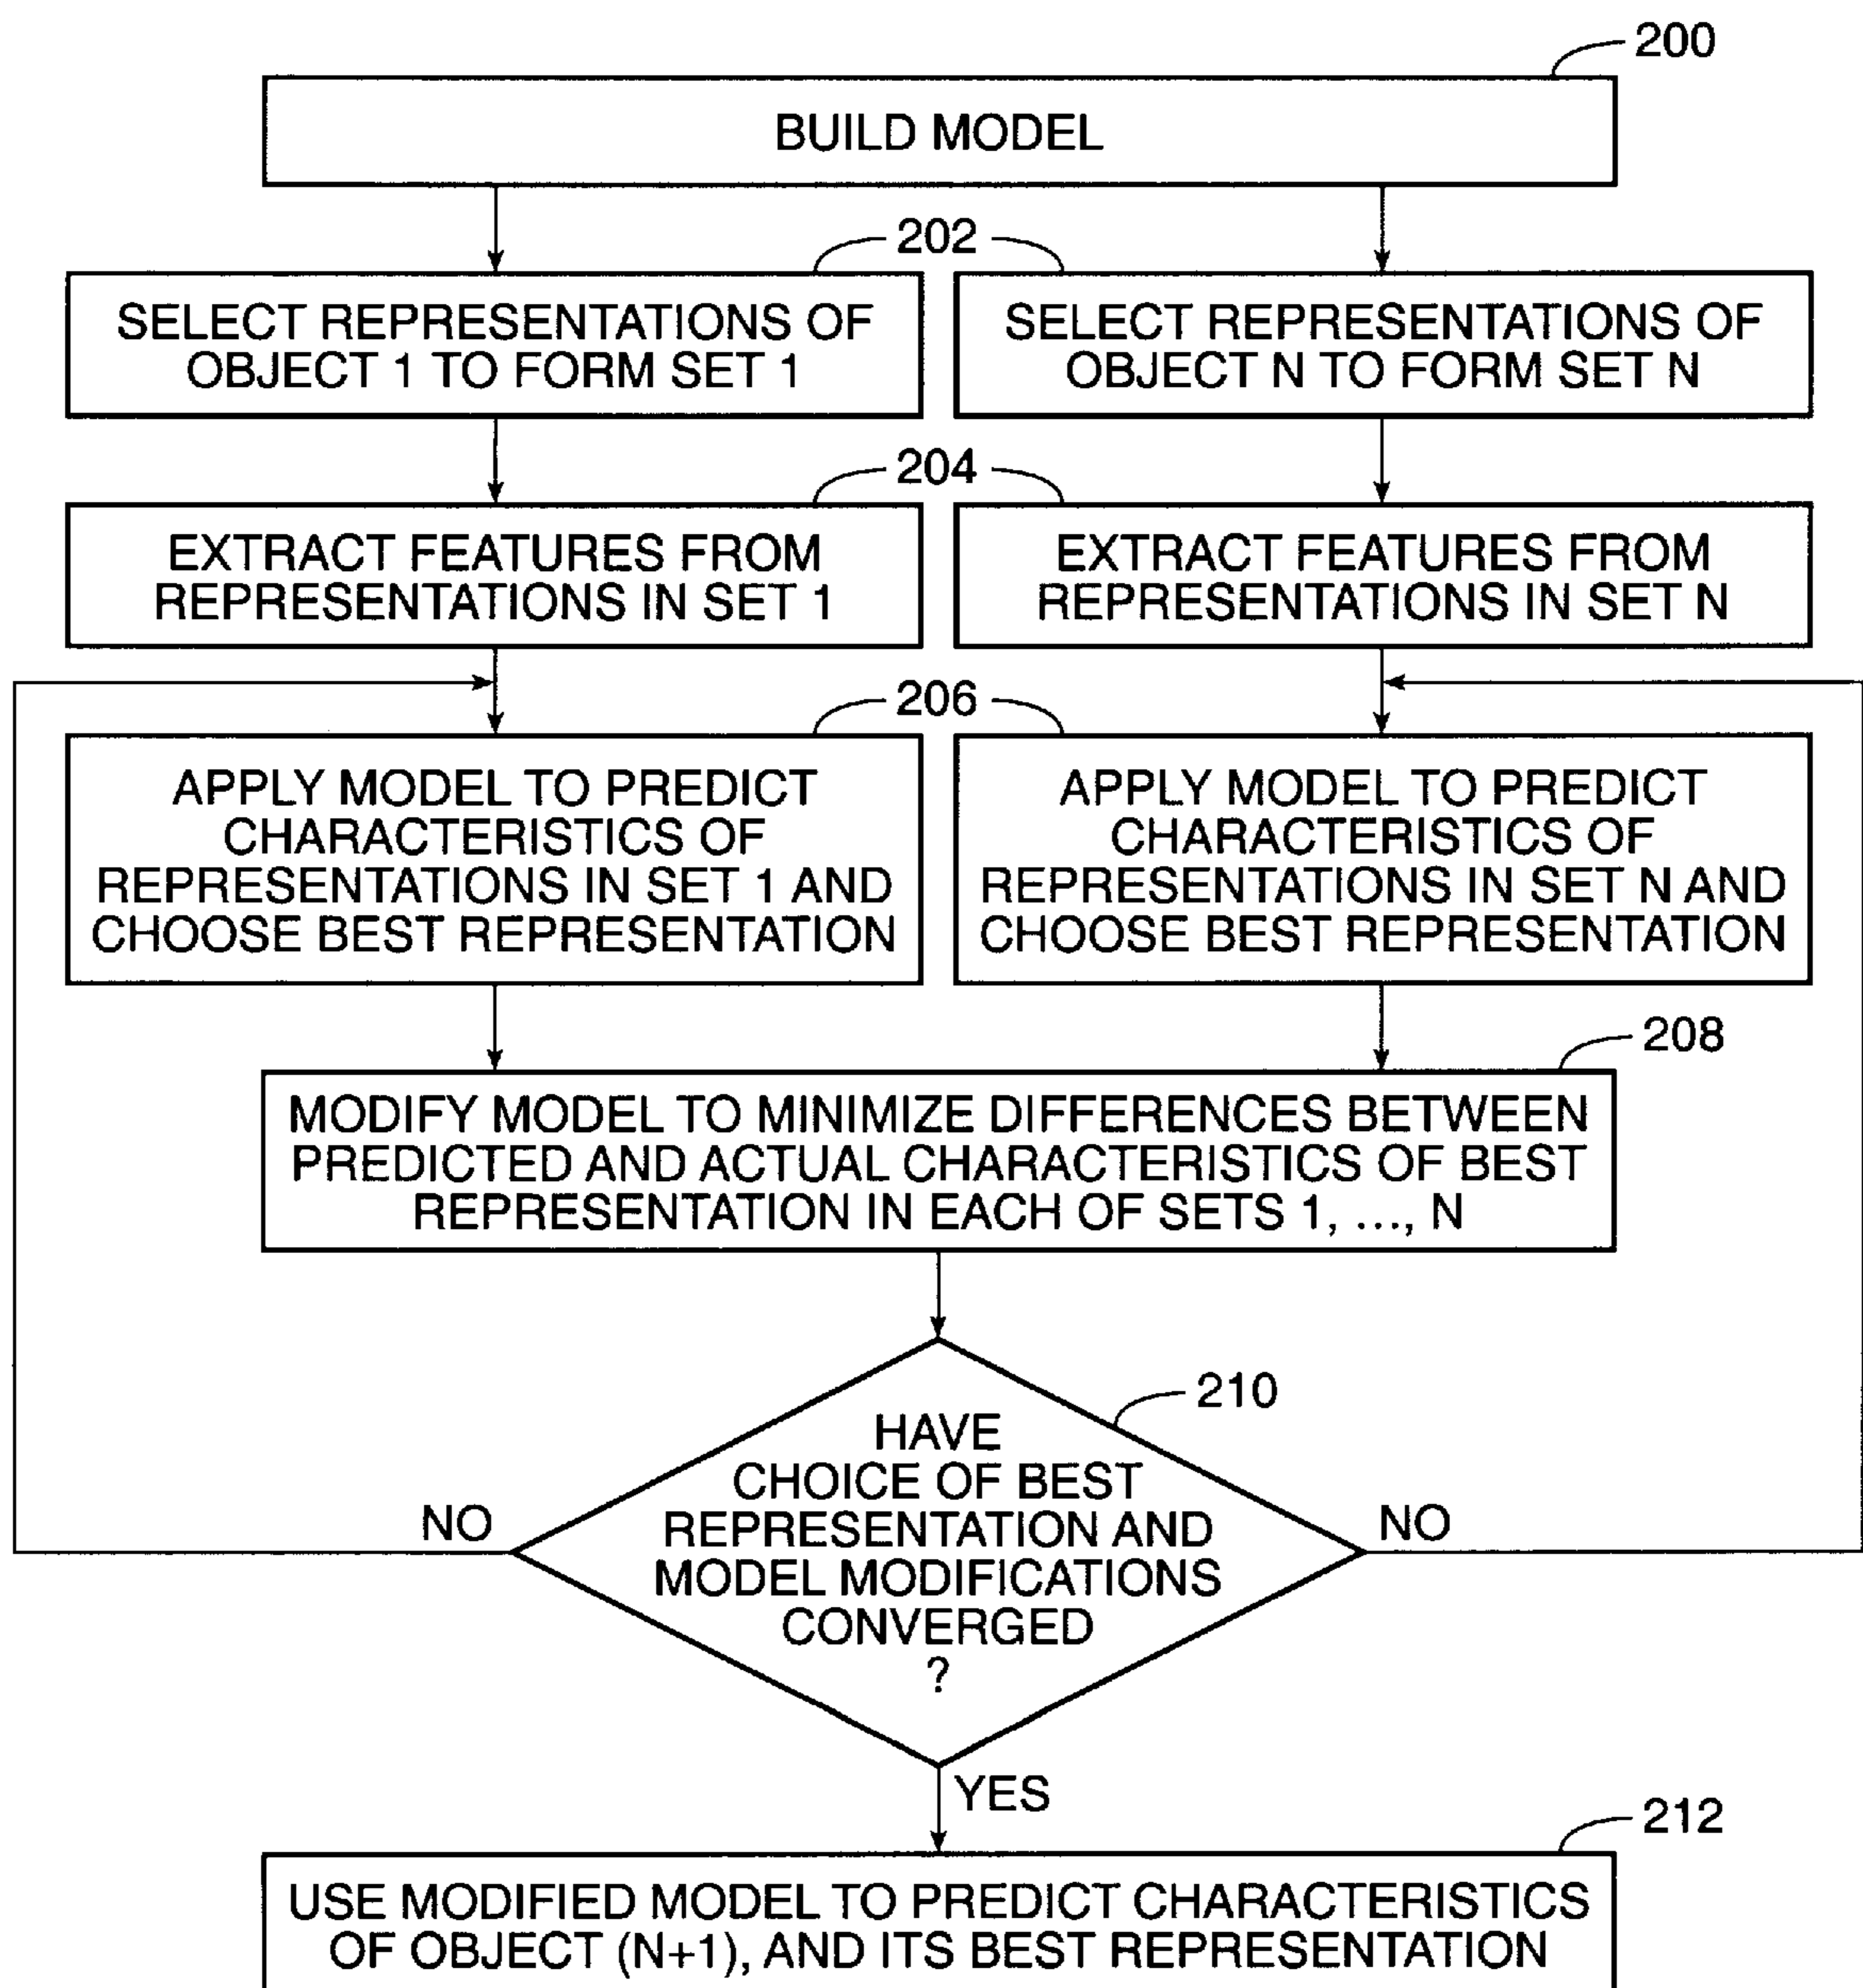 200
BUILD MODEL
202
SELECT REPRESENTATIONS OF
OBJECT 1 TO FORM SET 1
SELECT REPRESENTATIONS OF
OBJECT N TO FORM SET N
204
EXTRACT FEATURES FROM
REPRESENTATIONS IN SET 1
EXTRACT FEATURES FROM
REPRESENTATIONS IN SET N
206
APPLY MODEL TO PREDICT
CHARACTERISTICS OF
REPRESENTATIONS IN SET 1 AND
CHOOSE BEST REPRESENTATION
APPLY MODEL TO PREDICT
CHARACTERISTICS OF
REPRESENTATIONS IN SET N AND
CHOOSE BEST REPRESENTATION
208
MODIFY MODEL TO MINIMIZE DIFFERENCES BETWEEN
PREDICTED AND ACTUAL CHARACTERISTICS OF BEST
REPRESENTATION IN EACH OF SETS 1, ..., N
210
HAVE
CHOICE OF BEST
REPRESENTATION AND
MODEL MODIFICATIONS
CONVERGED
?
NO
NO
YES
212
USE MODIFIED MODEL TO PREDICT CHARACTERISTICS
OF OBJECT (N+1), AND ITS BEST REPRESENTATION